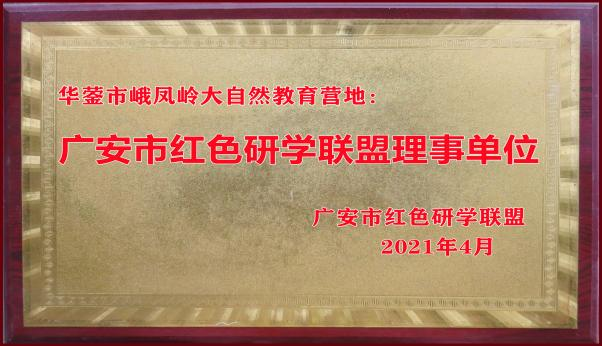 华蓥市峨凤岭大自然教育营地：
广安市红色研学联盟理事单位
广安市红色研学联盟
2021年4月